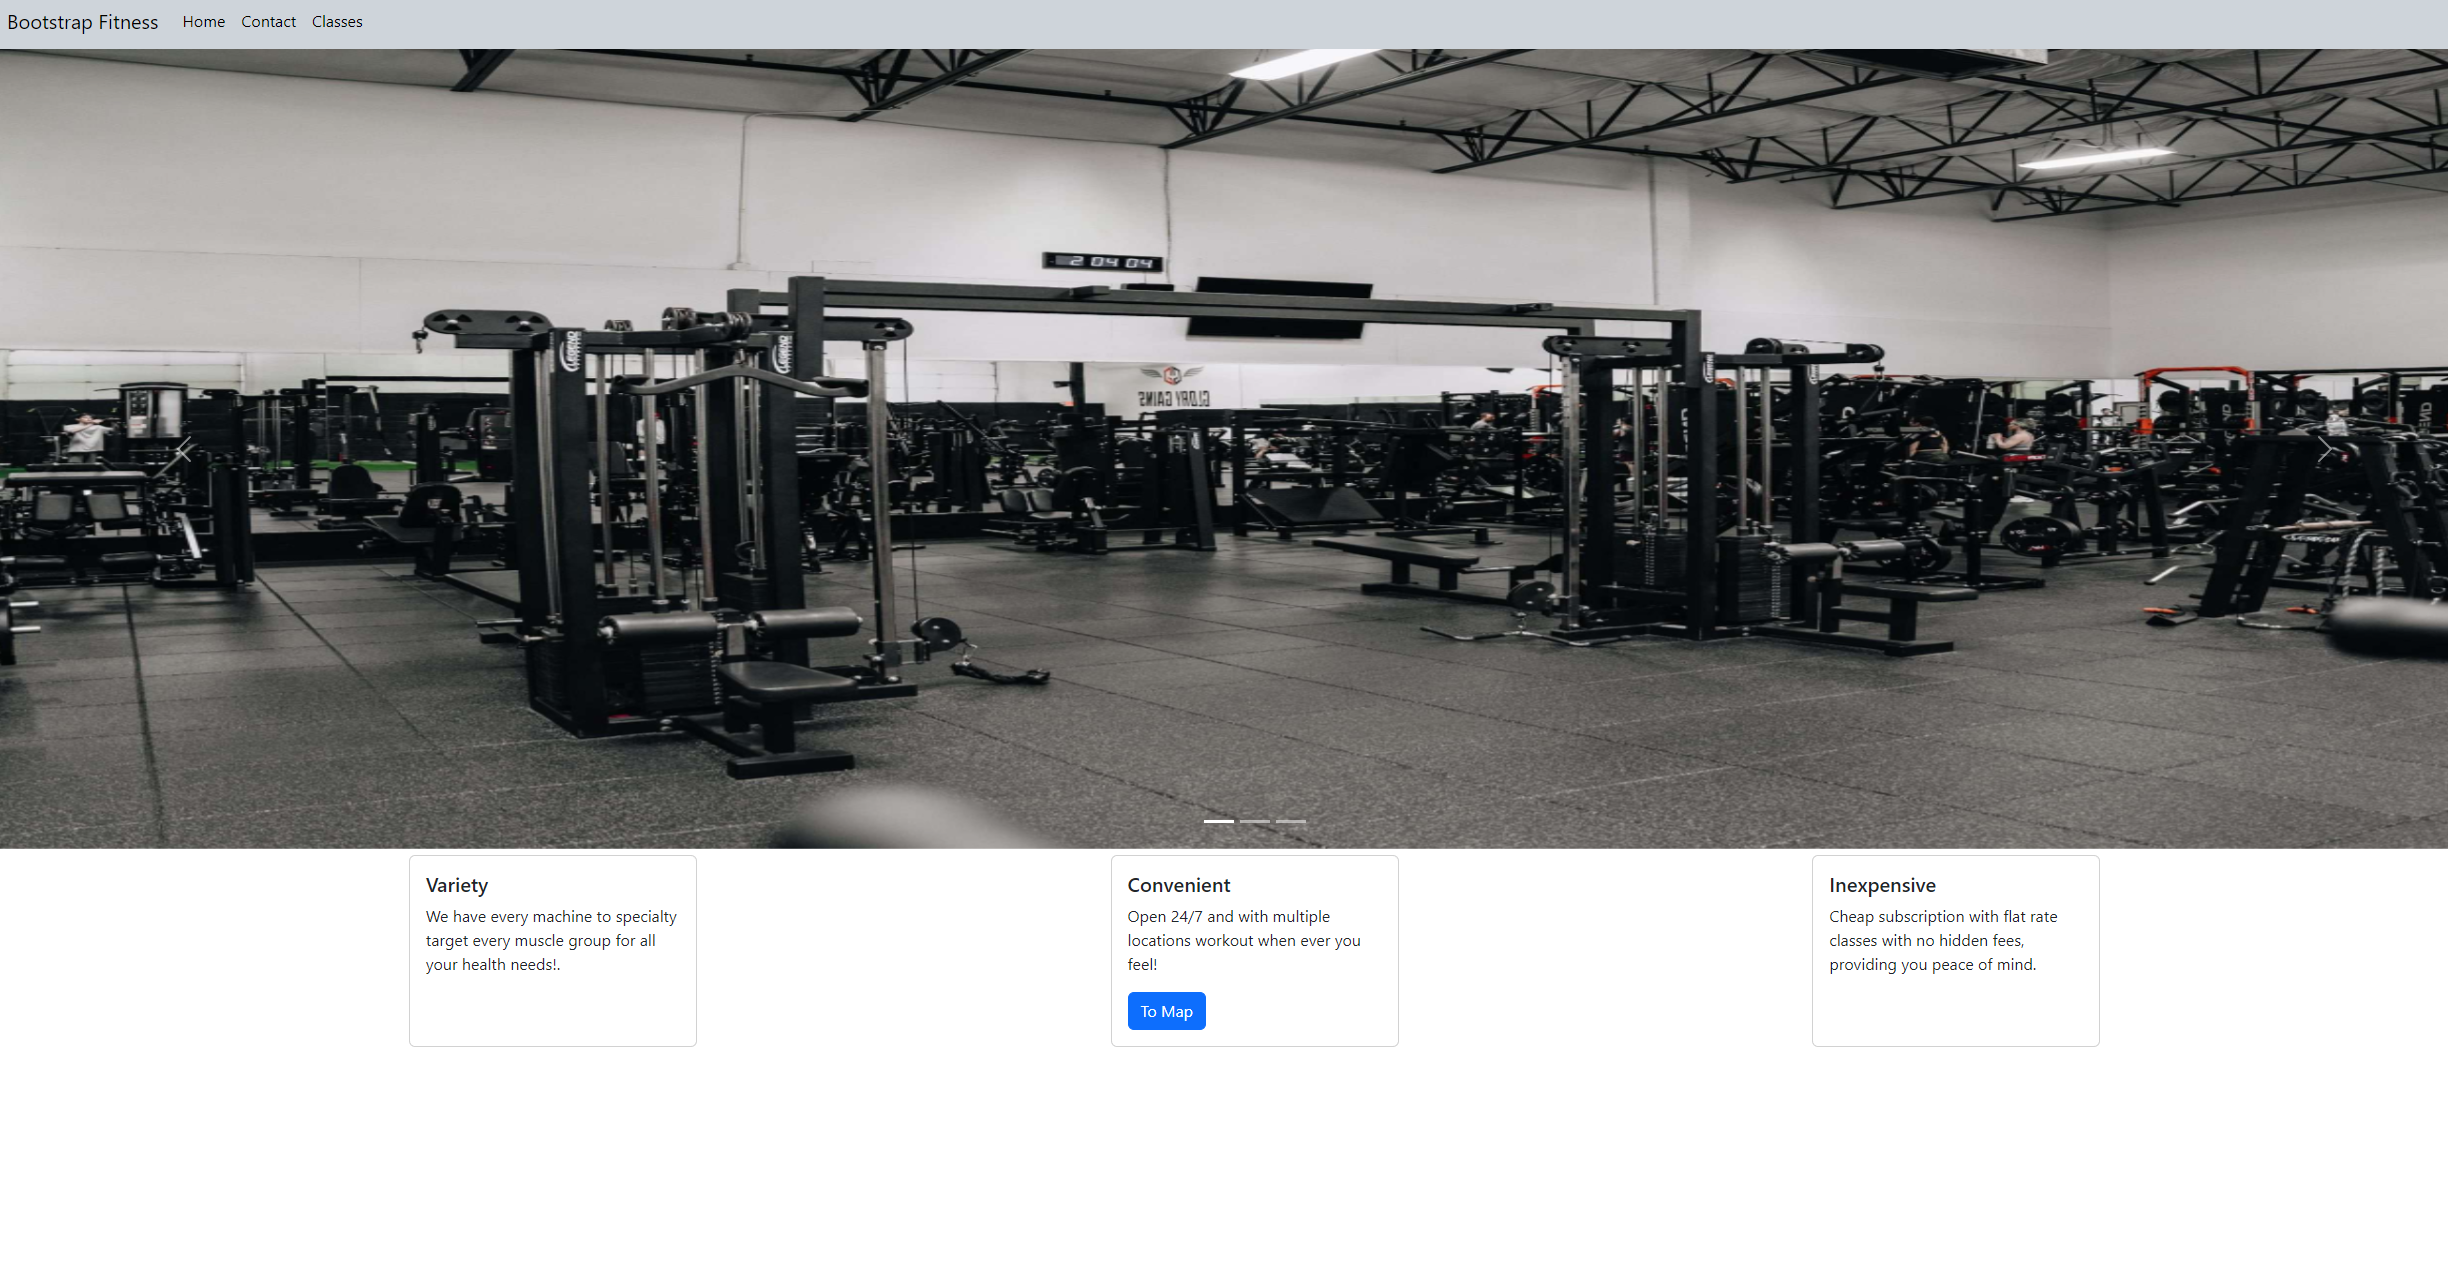 Bootstrap Fitness Home Contact Classes
2 04 04
LEGEND
LEGEND
GLORY GAINS
Variety
We have every machine to specialty
target every muscle group for all
your health needs!.
Convenient
Open 24/7 and with multiple
locations workout when ever you
feel!
To Map
Inexpensive
Cheap subscription with flat rate
classes with no hidden fees,
providing you peace of mind.